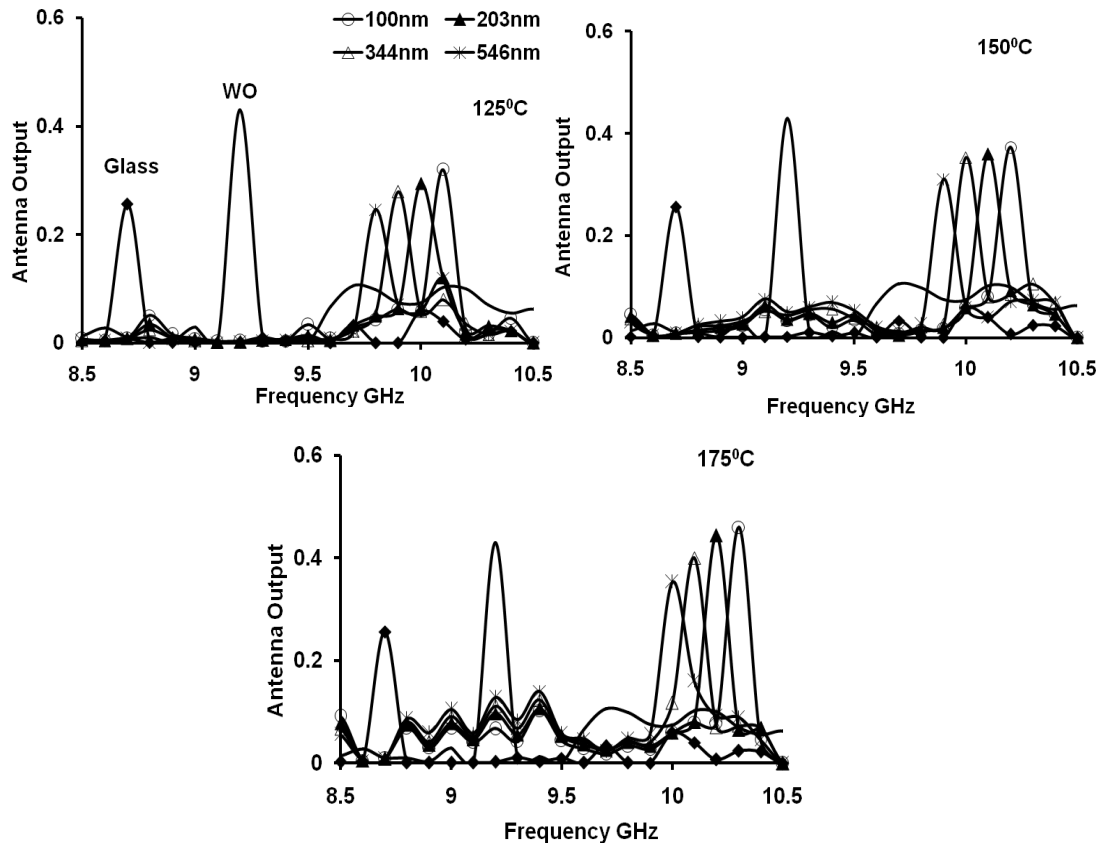 100nm 203nm
344nm 546nm
0.6
0.4
0.2
0
Antenna Output
Glass
WO
125⁰C
8.5 9 9.5 10 10.5
Frequency GHz
0.6
0.4
0.2
0
Antenna Output
150⁰C
8.5 9 9.5 10 10.5
Frequency GHz
0.6
0.4
0.2
0
Antenna Output
175⁰C
8.5 9 9.5 10 10.5
Frequency GHz